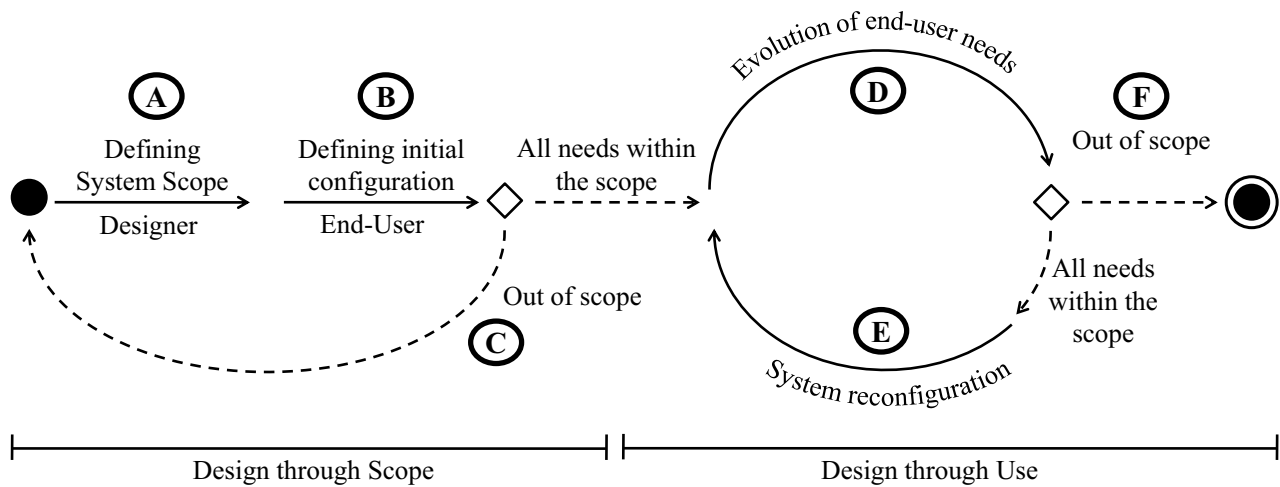 A
Defining
System Scope
Designer
B
Defining initial
configuration
End-User
All needs within
the scope
Out of scope
C
Evolution of end-user needs
D
F
Out of scope
All needs
within the
scope
E
System reconfiguration
Design through Scope
Design through Use